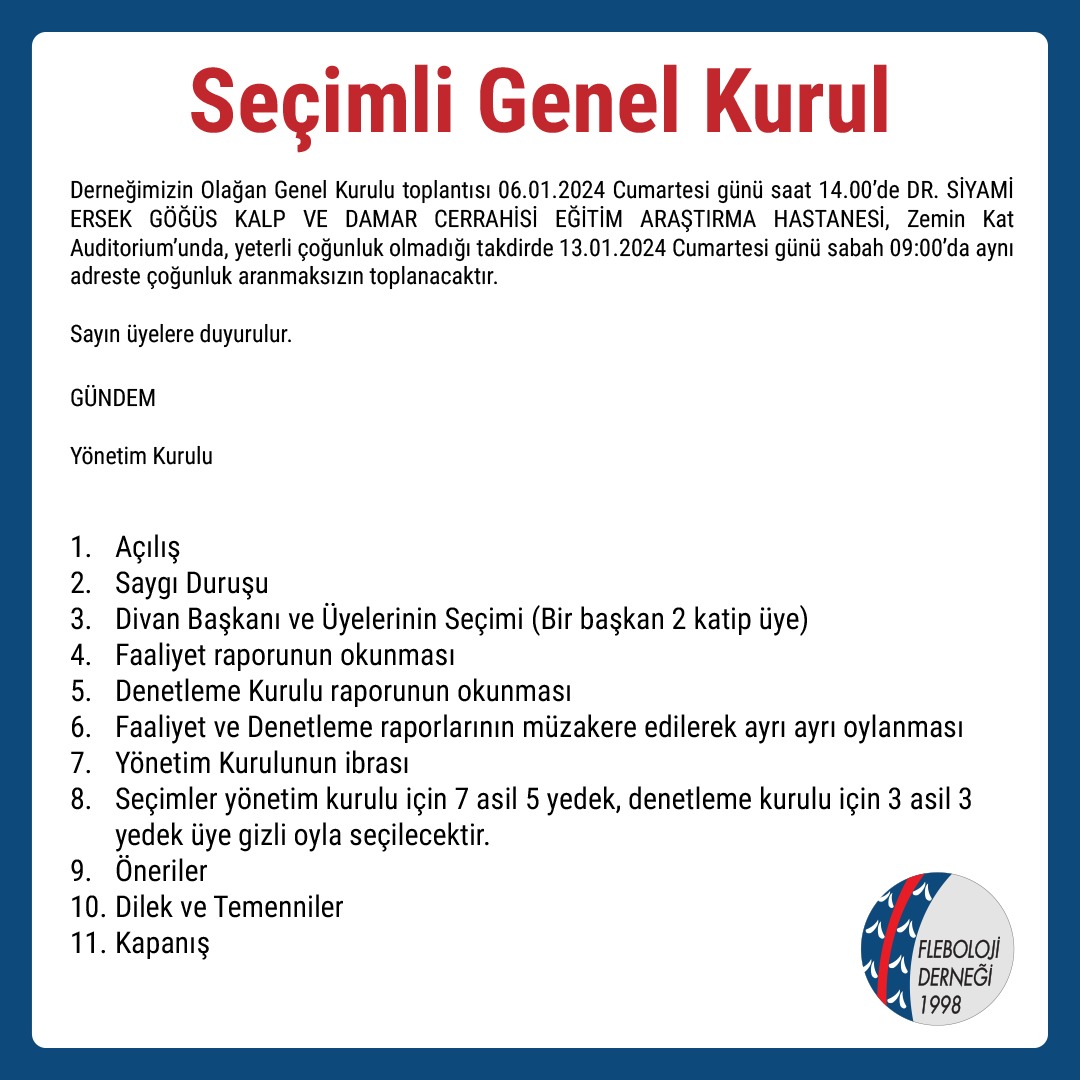 Seçimli Genel Kurul
Derneğimizin Olağan Genel Kurulu toplantısı 06.01.2024 Cumartesi günü saat 14.00’de DR. SİYAMİ
ERSEK GÖĞÜS KALP VE DAMAR CERRAHİSİ EĞİTİM ARAŞTIRMA HASTANESİ, Zemin Kat
Auditorium’unda, yeterli çoğunluk olmadığı takdirde 13.01.2024 Cumartesi günü sabah 09:00’da aynı
adreste çoğunluk aranmaksızın toplanacaktır.
Sayın üyelere duyurulur.
GÜNDEM
Yönetim Kurulu
1. Açılış
2. Saygı Duruşu
3. Divan Başkanı ve Üyelerinin Seçimi (Bir başkan 2 katip üye)
4. Faaliyet raporunun okunması
5. Denetleme Kurulu raporunun okunması
6. Faaliyet ve Denetleme raporlarının müzakere edilerek ayrı ayrı oylanması
7. Yönetim Kurulunun ibrası
8. Seçimler yönetim kurulu için 7 asil 5 yedek, denetleme kurulu için 3 asil 3
yedek üye gizli oyla seçilecektir.
9. Öneriler
10. Dilek ve Temenniler
11. Kapanış
FLEBOLOJİ
DERNEĞİ
1998